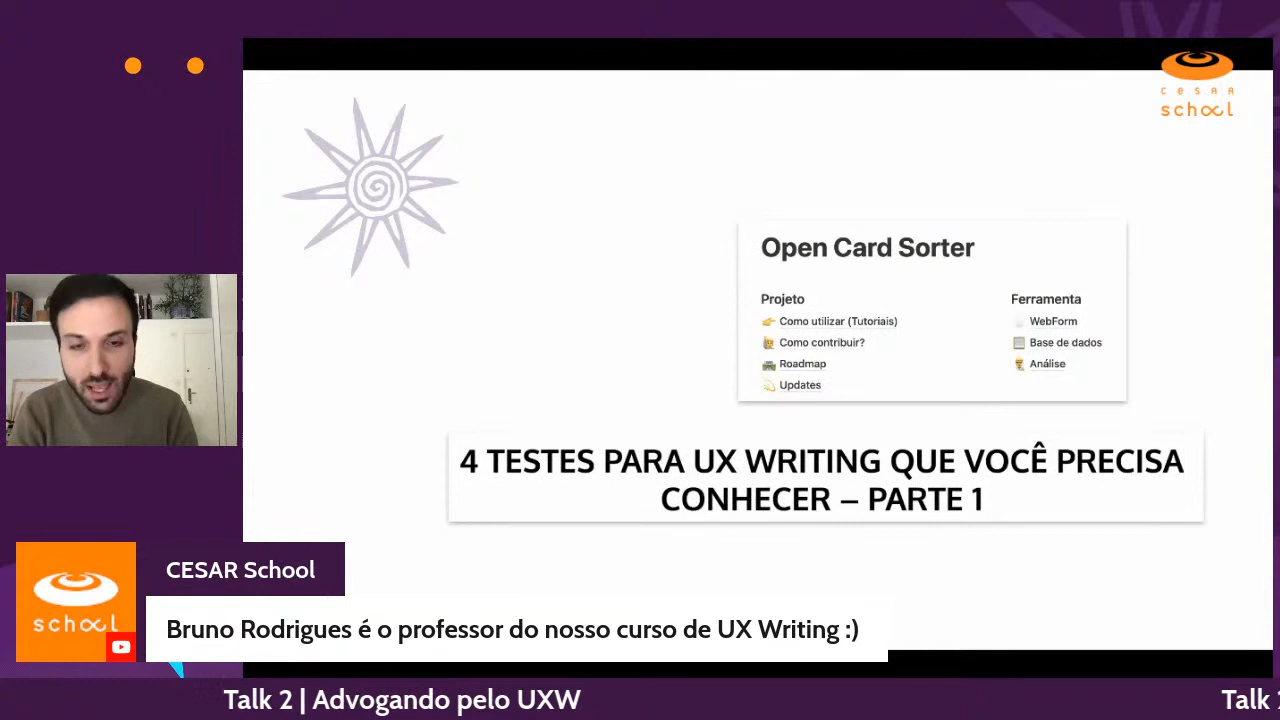 cesar
school
Open Card Sorter
Projeto
Como utilizar (Tutoriais)
Como contribuir?
Roadmap
Updates
Ferramenta
WebForm
Base de dados
Análise
4 TESTES PARA UX WRITING QUE VOCÊ PRECISA
CONHECER – PARTE 1
school
CESAR School
Bruno Rodrigues é o professor do nosso curso de UX Writing :)
Talk 2 | Advogando pelo UXW
Talk